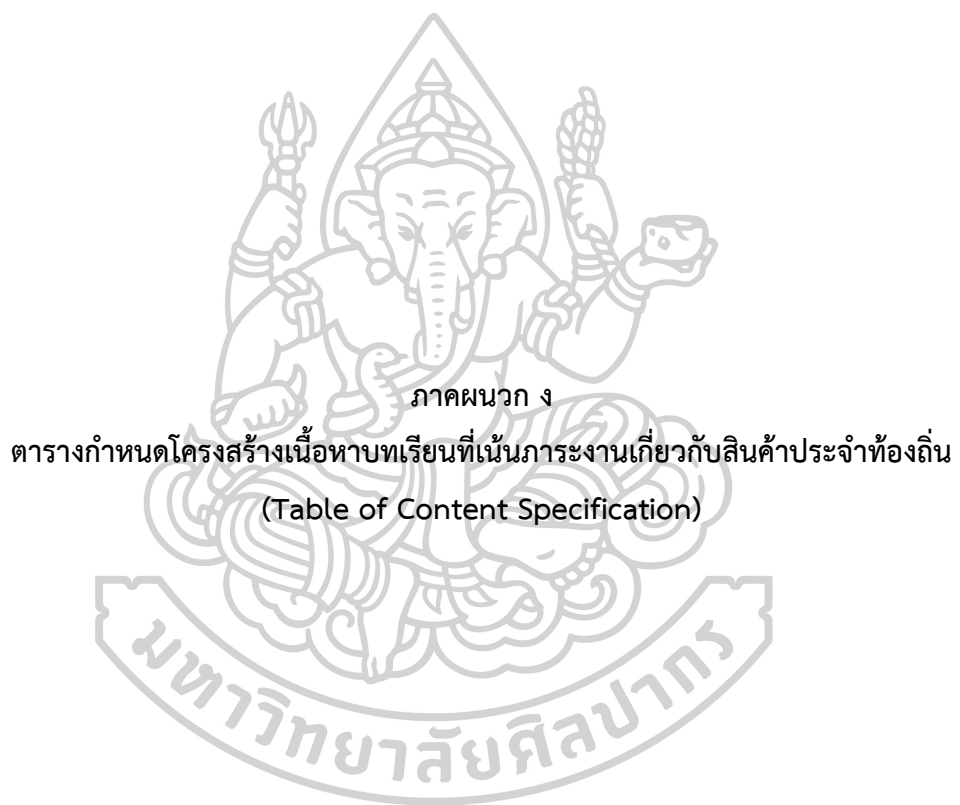 ภาคผนวก ง
ตารางกำหนดโครงสร้างเนื้อหาบทเรียนที่เน้นภาระงานเกี่ยวกับสินค้าประจำท้องถิ่น
(Table of Content Specification)
มหาวิทยาลัยศิลปากร